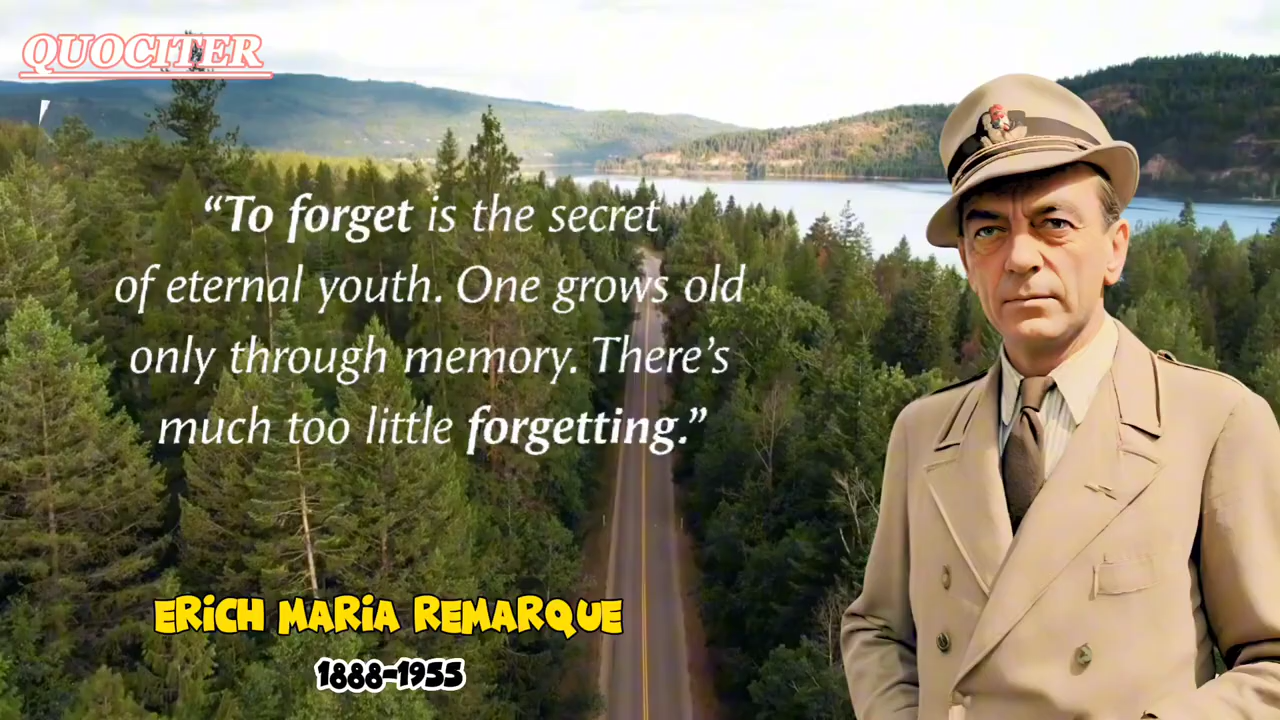 QUOCITER
“To forget is the secret
of eternal youth. One grows old
only through memory. There’s
much too little forgetting.”
ERiCH MARiA REMARQUE
1888-1955